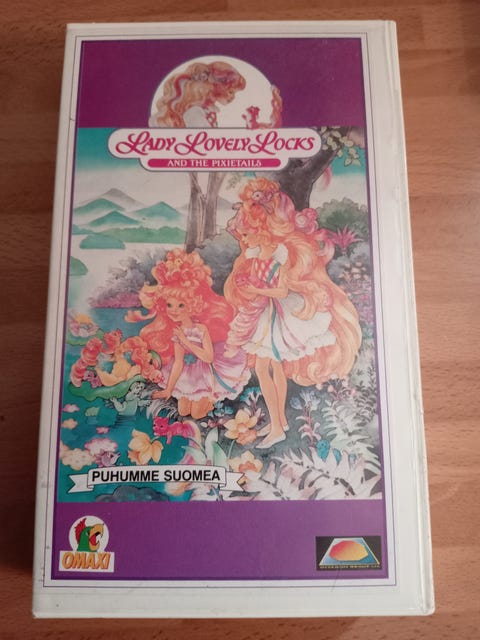 LADY LOVELY LOCKS
AND THE PIXIETAILS
PUHUMME SUOMEA
OMAXI